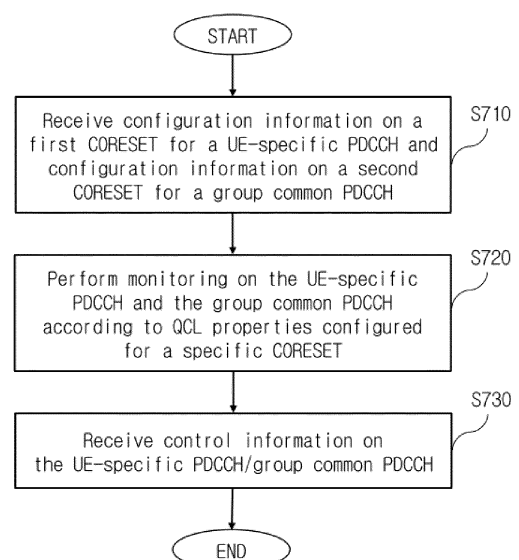 START
Receive configuration information on a
first CORESET for a UE-specific PDCCH and
configuration information on a second
CORESET for a group common PDCCH
S710
Perform monitoring on the UE-specific
PDCCH and the group common PDCCH
according to QCL properties configured
for a specific CORESET
S720
Receive control information on
the UE-specific PDCCH/group common PDCCH
S730
END